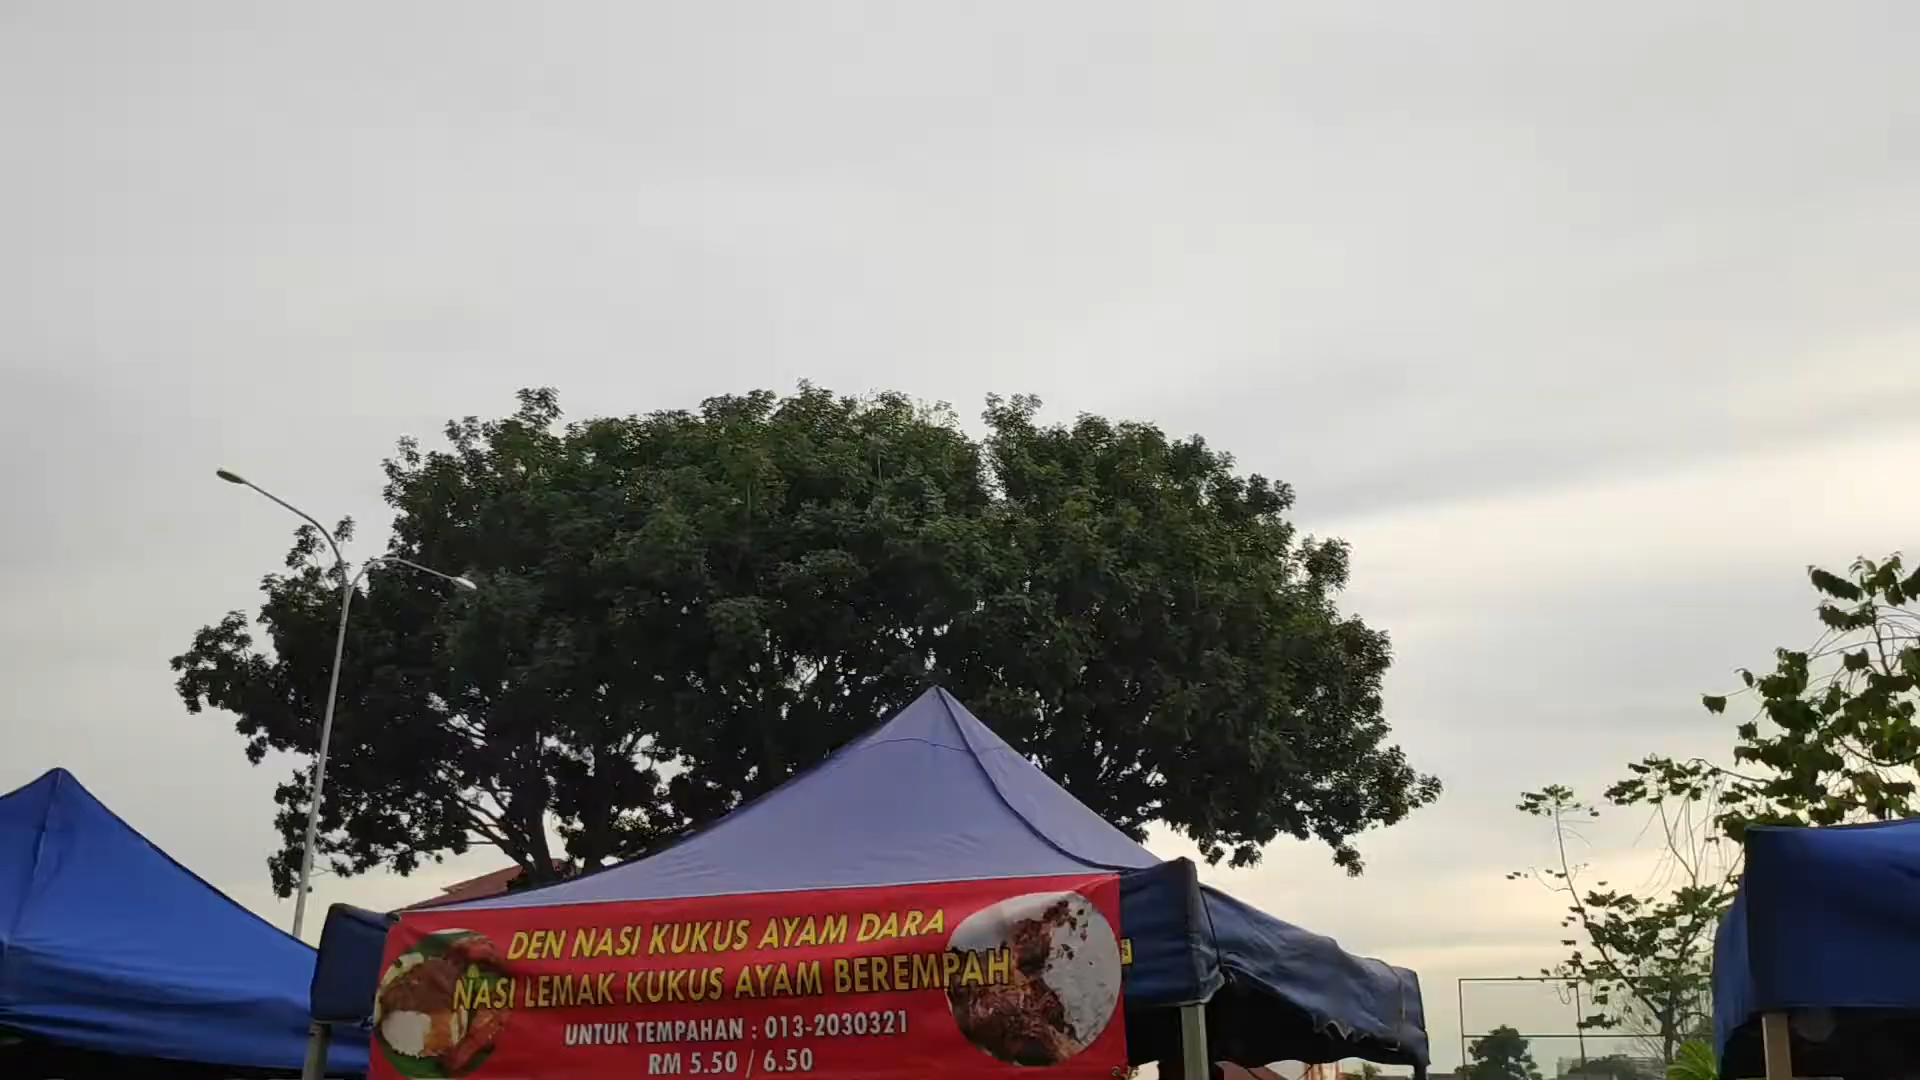 DEN NASI KUKUS AYAM DARA
NASI LEMAK KUKUS AYAM BEREMPAH
UNTUK TEMPAHAN : 013-2030321
RM 5.50 / 6.50